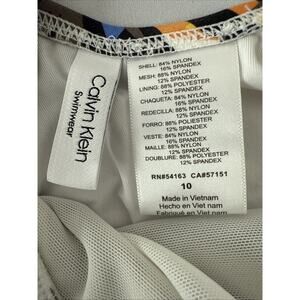 Calvin Klein
Swimwear
SHELL: 84% NYLON
16% SPANDEX
MESH: 88% NYLON
12% SPANDEX
LINING: 88% POLYESTER
12% SPANDEX
CHAQUETA: 84% NYLON
16% SPANDEX
REDECILLA: 88% NYLON
12% SPANDEX
FORRO: 88% POLYESTER
12% SPANDEX
VESTE: 84% NYLON
16% SPANDEX
MAILLE: 88% NYLON
12% SPANDEX
DOUBLURE: 88% POLYESTER
12% SPANDEX
RN#54163 CA#57151
10
Made in Vietnam
Hecho en Viet nam
Fabriqué en Viet nam